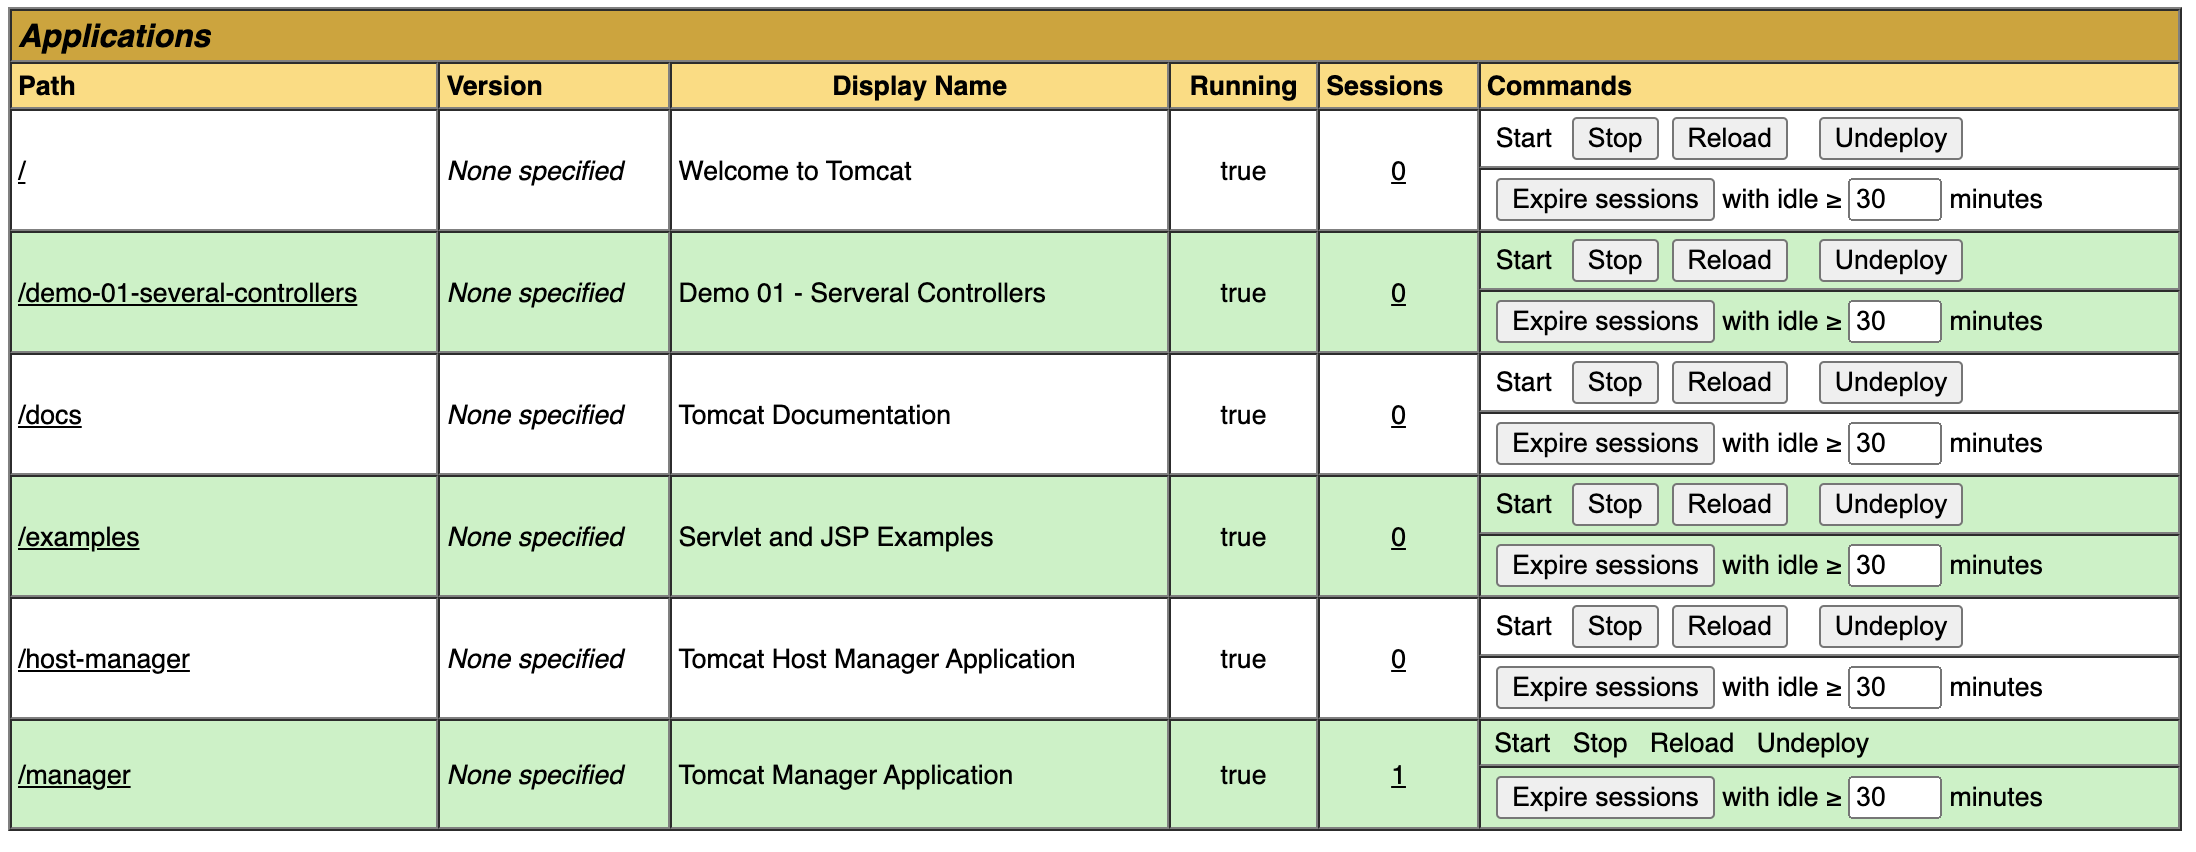 Applications
Path Version Display Name Running Sessions Commands
/ None specified Welcome to Tomcat true 0 Start Stop Reload Undeploy
Expire sessions with idle ≥ 30 minutes
/demo-01-several-controllers None specified Demo 01 - Serveral Controllers true 0 Start Stop Reload Undeploy
Expire sessions with idle ≥ 30 minutes
/docs None specified Tomcat Documentation true 0 Start Stop Reload Undeploy
Expire sessions with idle ≥ 30 minutes
/examples None specified Servlet and JSP Examples true 0 Start Stop Reload Undeploy
Expire sessions with idle ≥ 30 minutes
/host-manager None specified Tomcat Host Manager Application true 0 Start Stop Reload Undeploy
Expire sessions with idle ≥ 30 minutes
/manager None specified Tomcat Manager Application true 1 Start Stop Reload Undeploy
Expire sessions with idle ≥ 30 minutes